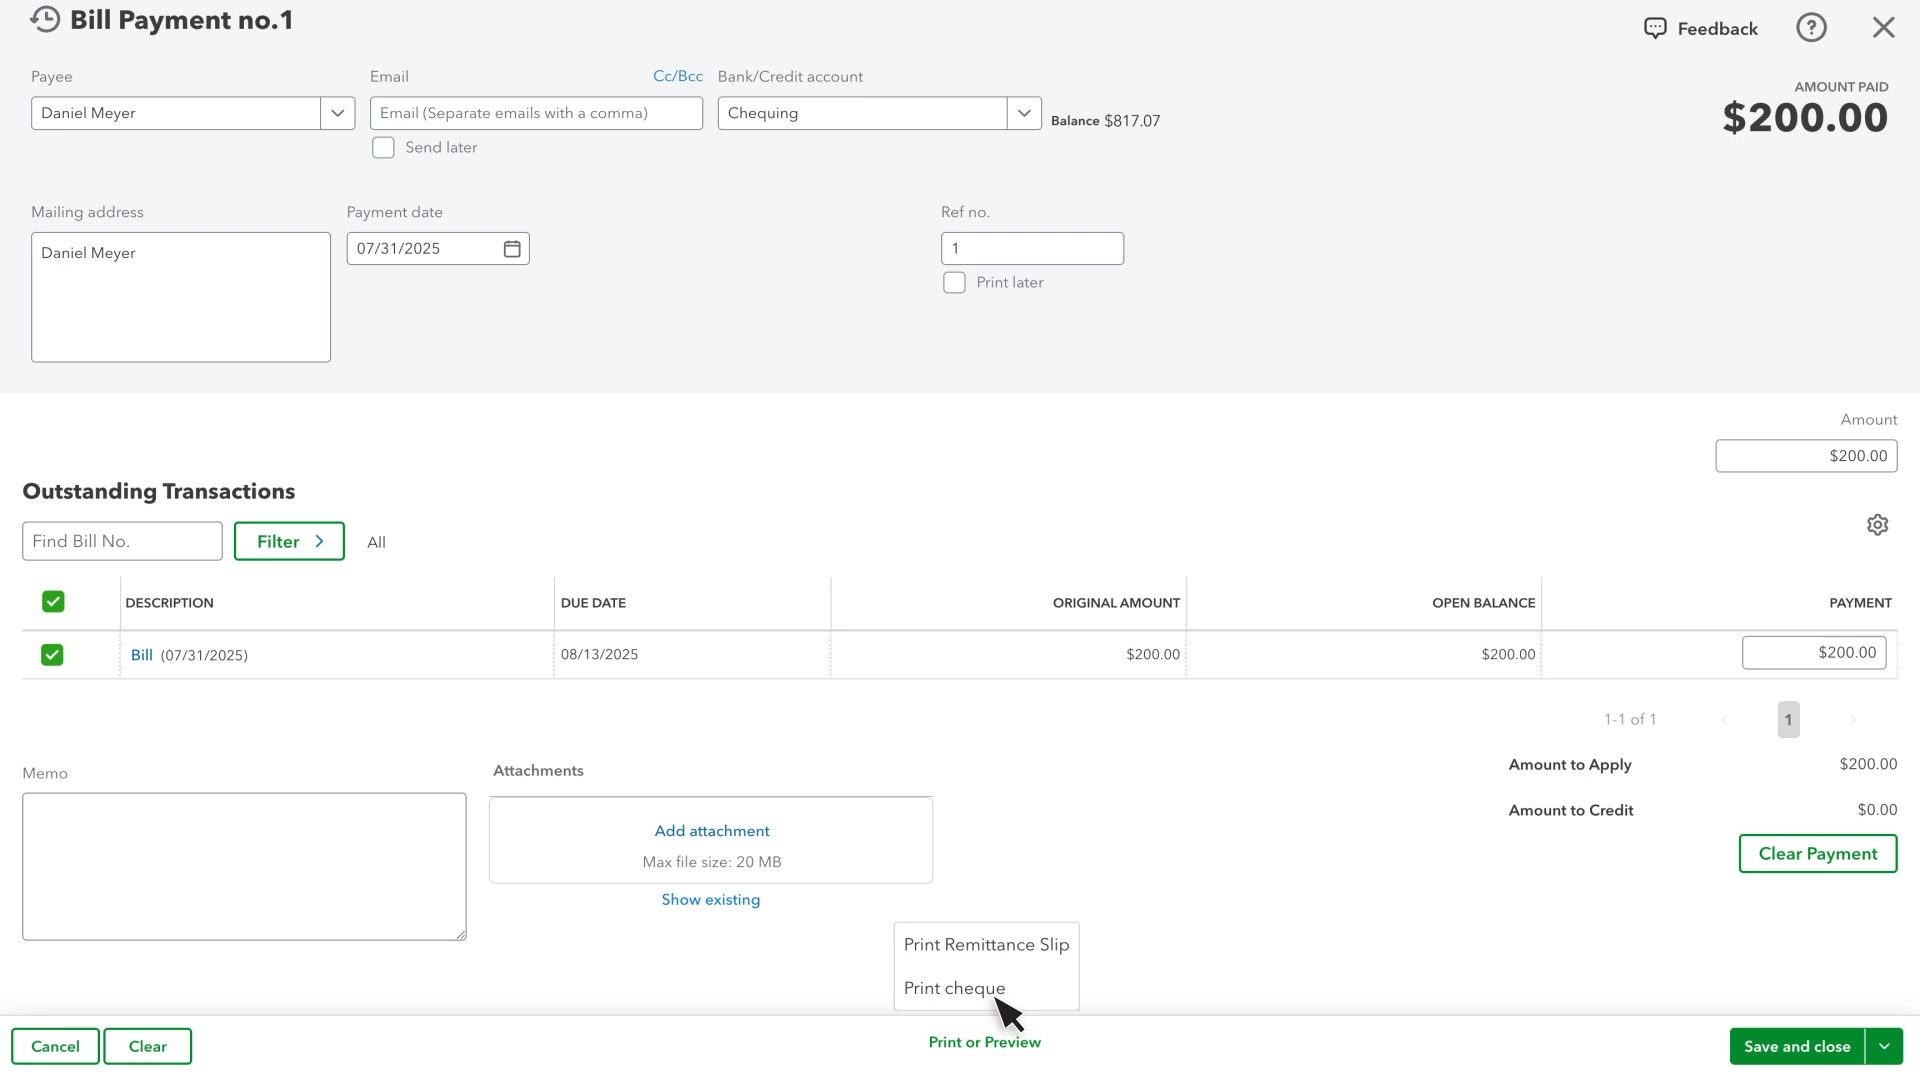 Bill Payment no.1
Feedback
Payee
Email
Cc/Bcc
Bank/Credit account
AMOUNT PAID
Daniel Meyer
Email (Separate emails with a comma)
Chequing
Balance $817.07
$200.00
Send later
Mailing address
Payment date
Ref no.
Daniel Meyer
07/31/2025
1
Print later
Amount
$200.00
Outstanding Transactions
Find Bill No.
Filter
All
DESCRIPTION
DUE DATE
ORIGINAL AMOUNT
OPEN BALANCE
PAYMENT
Bill (07/31/2025)
08/13/2025
$200.00
$200.00
$200.00
1-1 of 1
1
Amount to Apply
$200.00
Amount to Credit
$0.00
Clear Payment
Memo
Attachments
Add attachment
Max file size: 20 MB
Show existing
Print Remittance Slip
Print cheque
Cancel
Clear
Print or Preview
Save and close